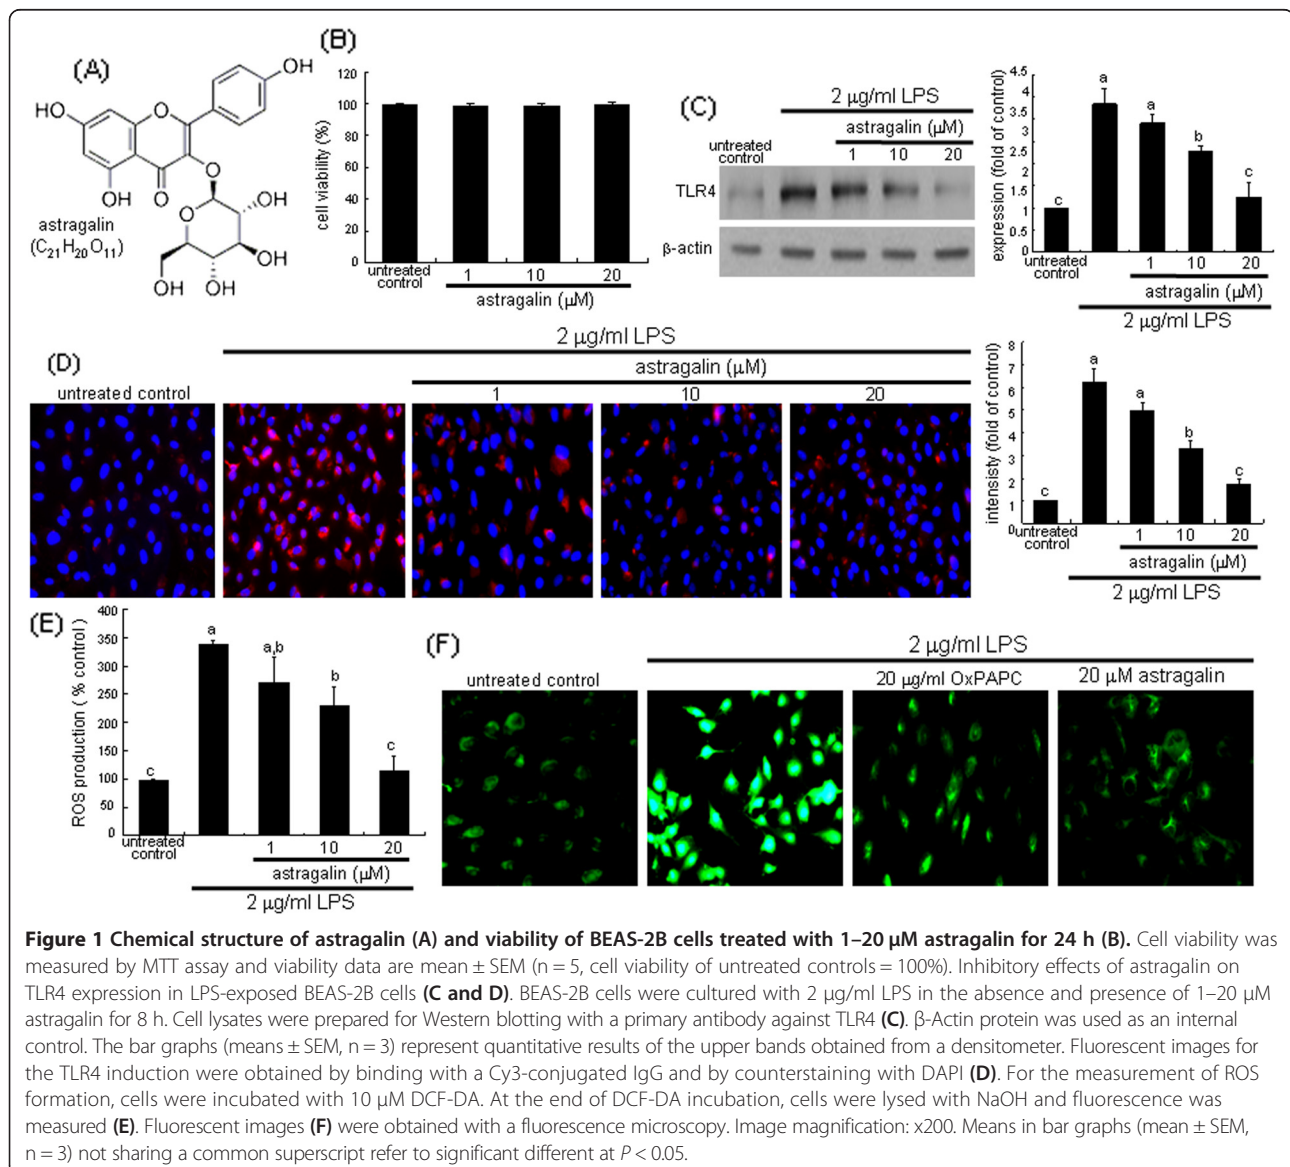 (A)
OH
HO
O
OH
O
O
OH
O
OH
OH
OH
astragalin
(C21H20O11)
(B)
cell viability (%)
120
100
80
60
40
20
0
untreated
control
1 10 20
astragalin (μM)
(C)
2 μg/ml LPS
astragalin (μM)
untreated
control
1 10 20
TLR4
β-actin
expression (fold of control)
4.5
3.5
2.5
1.5
1
0.5
0
c a a b c
untreated
control
1 10 20
astragalin (μM)
2 μg/ml LPS
(D)
2 μg/ml LPS
astragalin (μM)
untreated control 1 10 20
intensisty (fold of control)
8
7
6
5
4
3
2
1
0
c a a b c
untreated
control
1 10 20
astragalin (μM)
2 μg/ml LPS
(E)
ROS production ( % control)
400
350
300
250
200
150
100
50
0
c a a,b b c
untreated
control
1 10 20
astragalin (μM)
2 μg/ml LPS
(F)
2 μg/ml LPS
untreated control 20 μg/ml OxPAPC 20 μM astragalin
Figure 1 Chemical structure of astragalin (A) and viability of BEAS-2B cells treated with 1–20 μM astragalin for 24 h (B). Cell viability was
measured by MTT assay and viability data are mean ± SEM (n = 5, cell viability of untreated controls = 100%). Inhibitory effects of astragalin on
TLR4 expression in LPS-exposed BEAS-2B cells (C and D). BEAS-2B cells were cultured with 2 μg/ml LPS in the absence and presence of 1–20 μM
astragalin for 8 h. Cell lysates were prepared for Western blotting with a primary antibody against TLR4 (C). β-Actin protein was used as an internal
control. The bar graphs (means ± SEM, n = 3) represent quantitative results of the upper bands obtained from a densitometer. Fluorescent images for
the TLR4 induction were obtained by binding with a Cy3-conjugated IgG and by counterstaining with DAPI (D). For the measurement of ROS
formation, cells were incubated with 10 μM DCF-DA. At the end of DCF-DA incubation, cells were lysed with NaOH and fluorescence was
measured (E). Fluorescent images (F) were obtained with a fluorescence microscopy. Image magnification: x200. Means in bar graphs (mean ± SEM,
n = 3) not sharing a common superscript refer to significant different at P < 0.05.